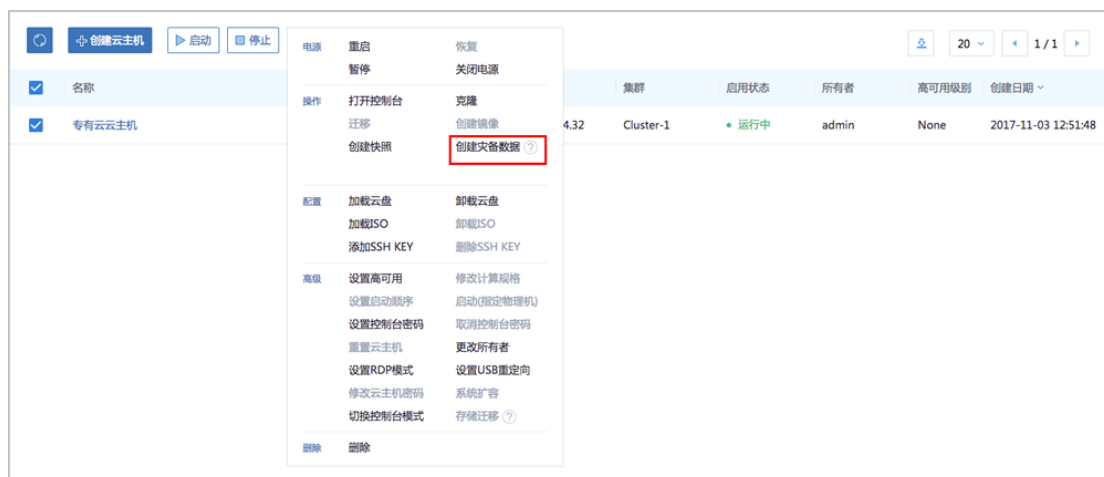 创建云主机 启动 停止 20 1 / 1
名称 集群 启用状态 所有者 高可用级别 创建日期
专有云云主机 4.32 Cluster-1 运行中 admin None 2017-11-03 12:51:48
电源 重启 恢复
暂停 关闭电源
操作 打开控制台 克隆
迁移 创建镜像
创建快照 创建灾备数据 ?
配置 加载云盘 卸载云盘
加载ISO 卸载ISO
添加SSH KEY 删除SSH KEY
高级 设置高可用 修改计算规格
设置启动顺序 启动(指定物理机)
设置控制台密码 取消控制台密码
重置云主机 更改所有者
设置RDP模式 设置USB重定向
修改云主机密码 系统扩容
切换控制台模式 存储迁移 ?
删除 删除